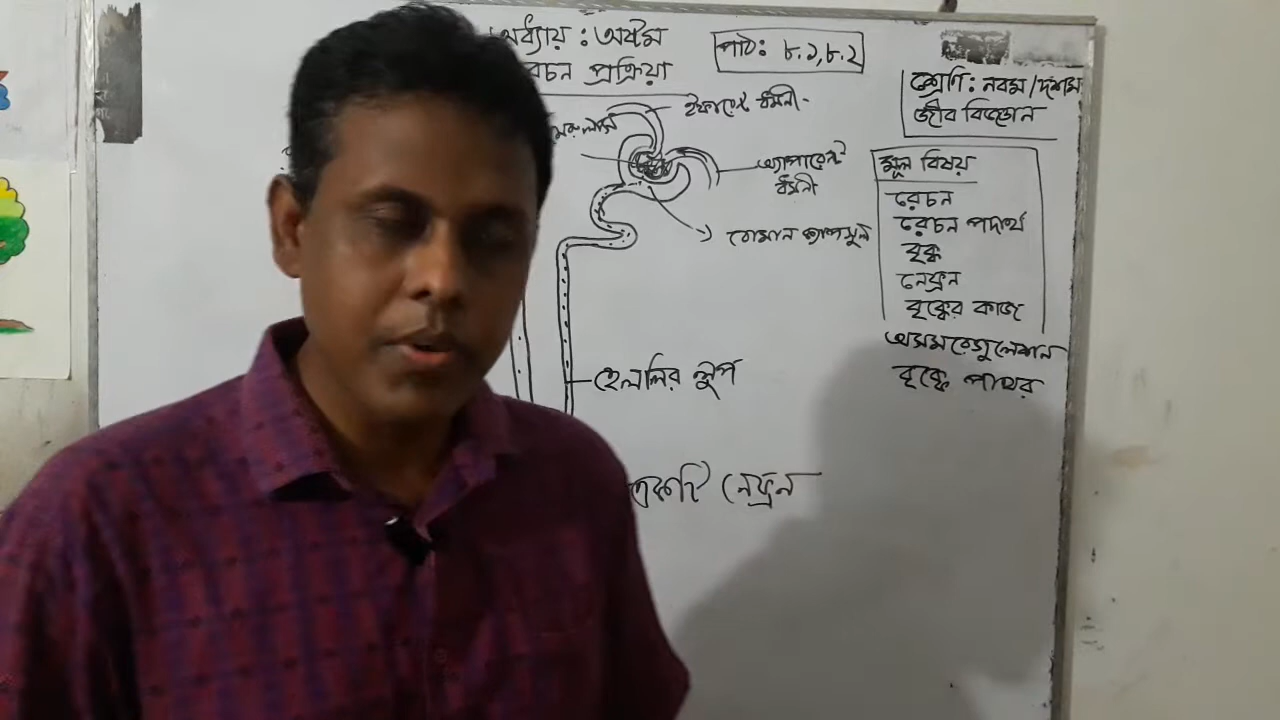 অধ্যায় : অষ্টম
রেচন প্রক্রিয়া
পাঠ: ৮.১,৮.২
শ্রেণি: নবম/দশম
জীব বিজ্ঞান
ইফারেন্ট ধমনী
অ্যাপারেন্ট
ধমনী
বোমান ক্যাপসুল
হেনলির লুপ
একটি নেফ্রন
মূল বিষয়
রেচন
রেচন পদার্থ
বৃক্ক
নেফ্রন
বৃক্কের কাজ
অসমরেগুলেশান
বৃক্কে পাথর